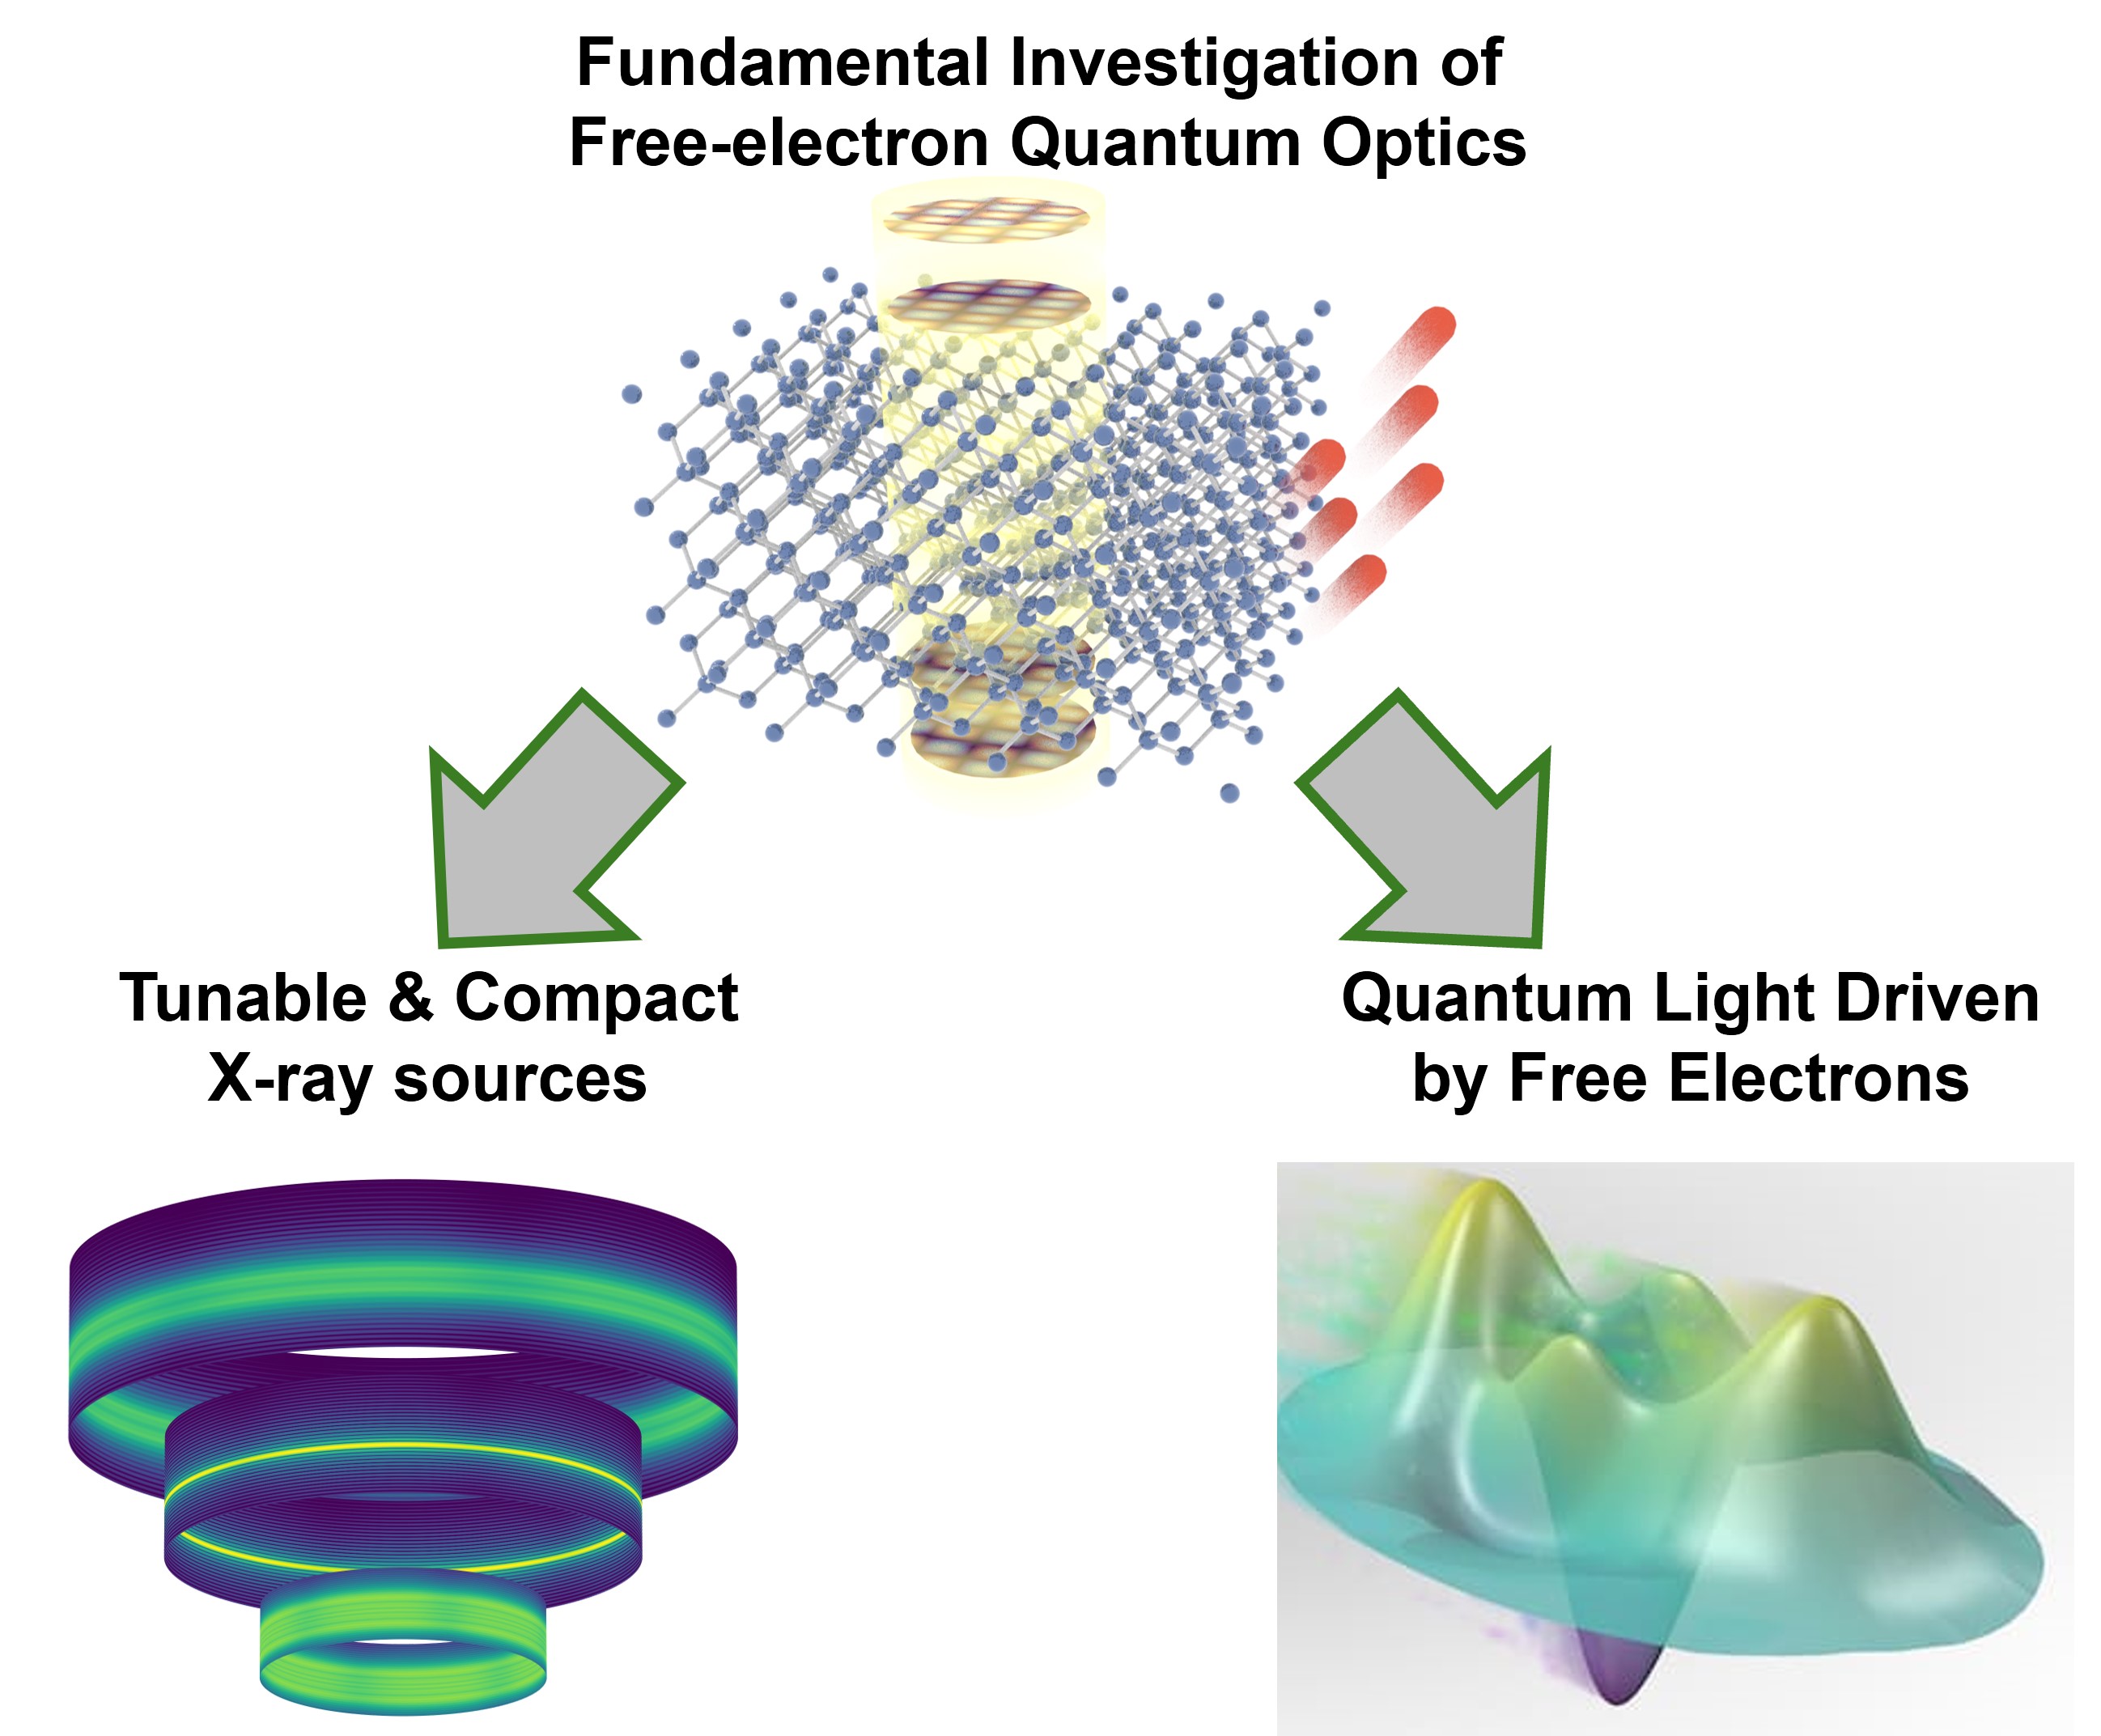 Fundamental Investigation of
Free-electron Quantum Optics
Tunable & Compact
X-ray sources
Quantum Light Driven
by Free Electrons